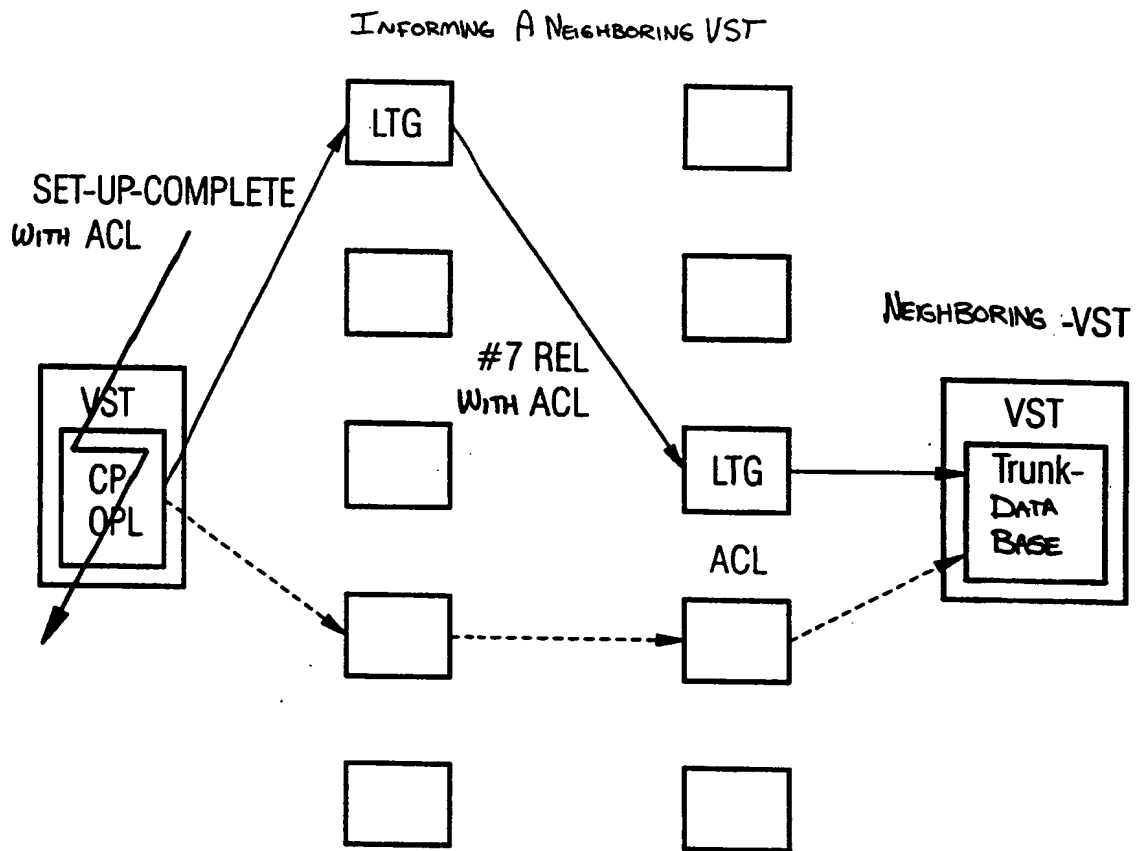 INFORMING A NEIGHBORING VST
LTG
SET-UP-COMPLETE
WITH ACL
NEIGHBORING -VST
#7 REL
WITH ACL
VST
CP
OPL
LTG
VST
Trunk-
DATA
BASE
ACL